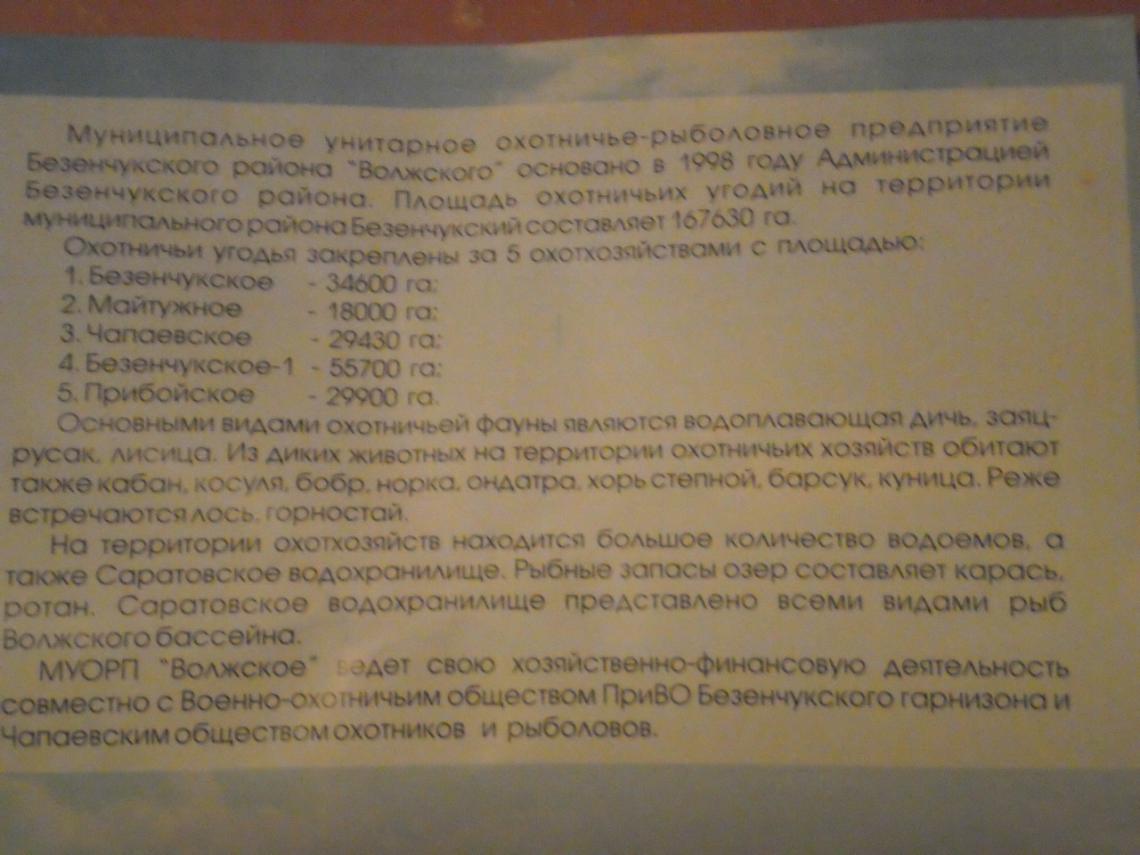 Муниципальное унитарное охотничье-рыболовное предприятие
Безенчукского района "Волжского" основано в 1998 году Администрацией
Безенчукского района. Площадь охотничьих угодий на территории
муниципального района Безенчукский составляет 167630 га.
Охотничьи угодья закреплены за 5 охотхозяйствами с площадью:
1. Безенчукское - 34600 га;
2. Майтужное - 18000 га;
3. Чапаевское - 29430 га;
4. Безенчукское-1 - 55700 га;
5. Прибойское - 29900 га.
Основными видами охотничьей фауны являются водоплавающая дичь, заяц-
русак, лисица. Из диких животных на территории охотничьих хозяйств обитают
также кабан, косуля, бобр, норка, ондатра, хорь степной, барсук, куница. Реже
встречаются лось, горностай.
На территории охотхозяйств находится большое количество водоемов, а
также Саратовское водохранилище. Рыбные запасы озер составляет карась,
ротан. Саратовское водохранилище представлено всеми видами рыб
Волжского бассейна.
МУОРП "Волжское" ведет свою хозяйственно-финансовую деятельность
совместно с Военно-охотничьим обществом ПриВО Безенчукского гарнизона и
Чапаевским обществом охотников и рыболовов.